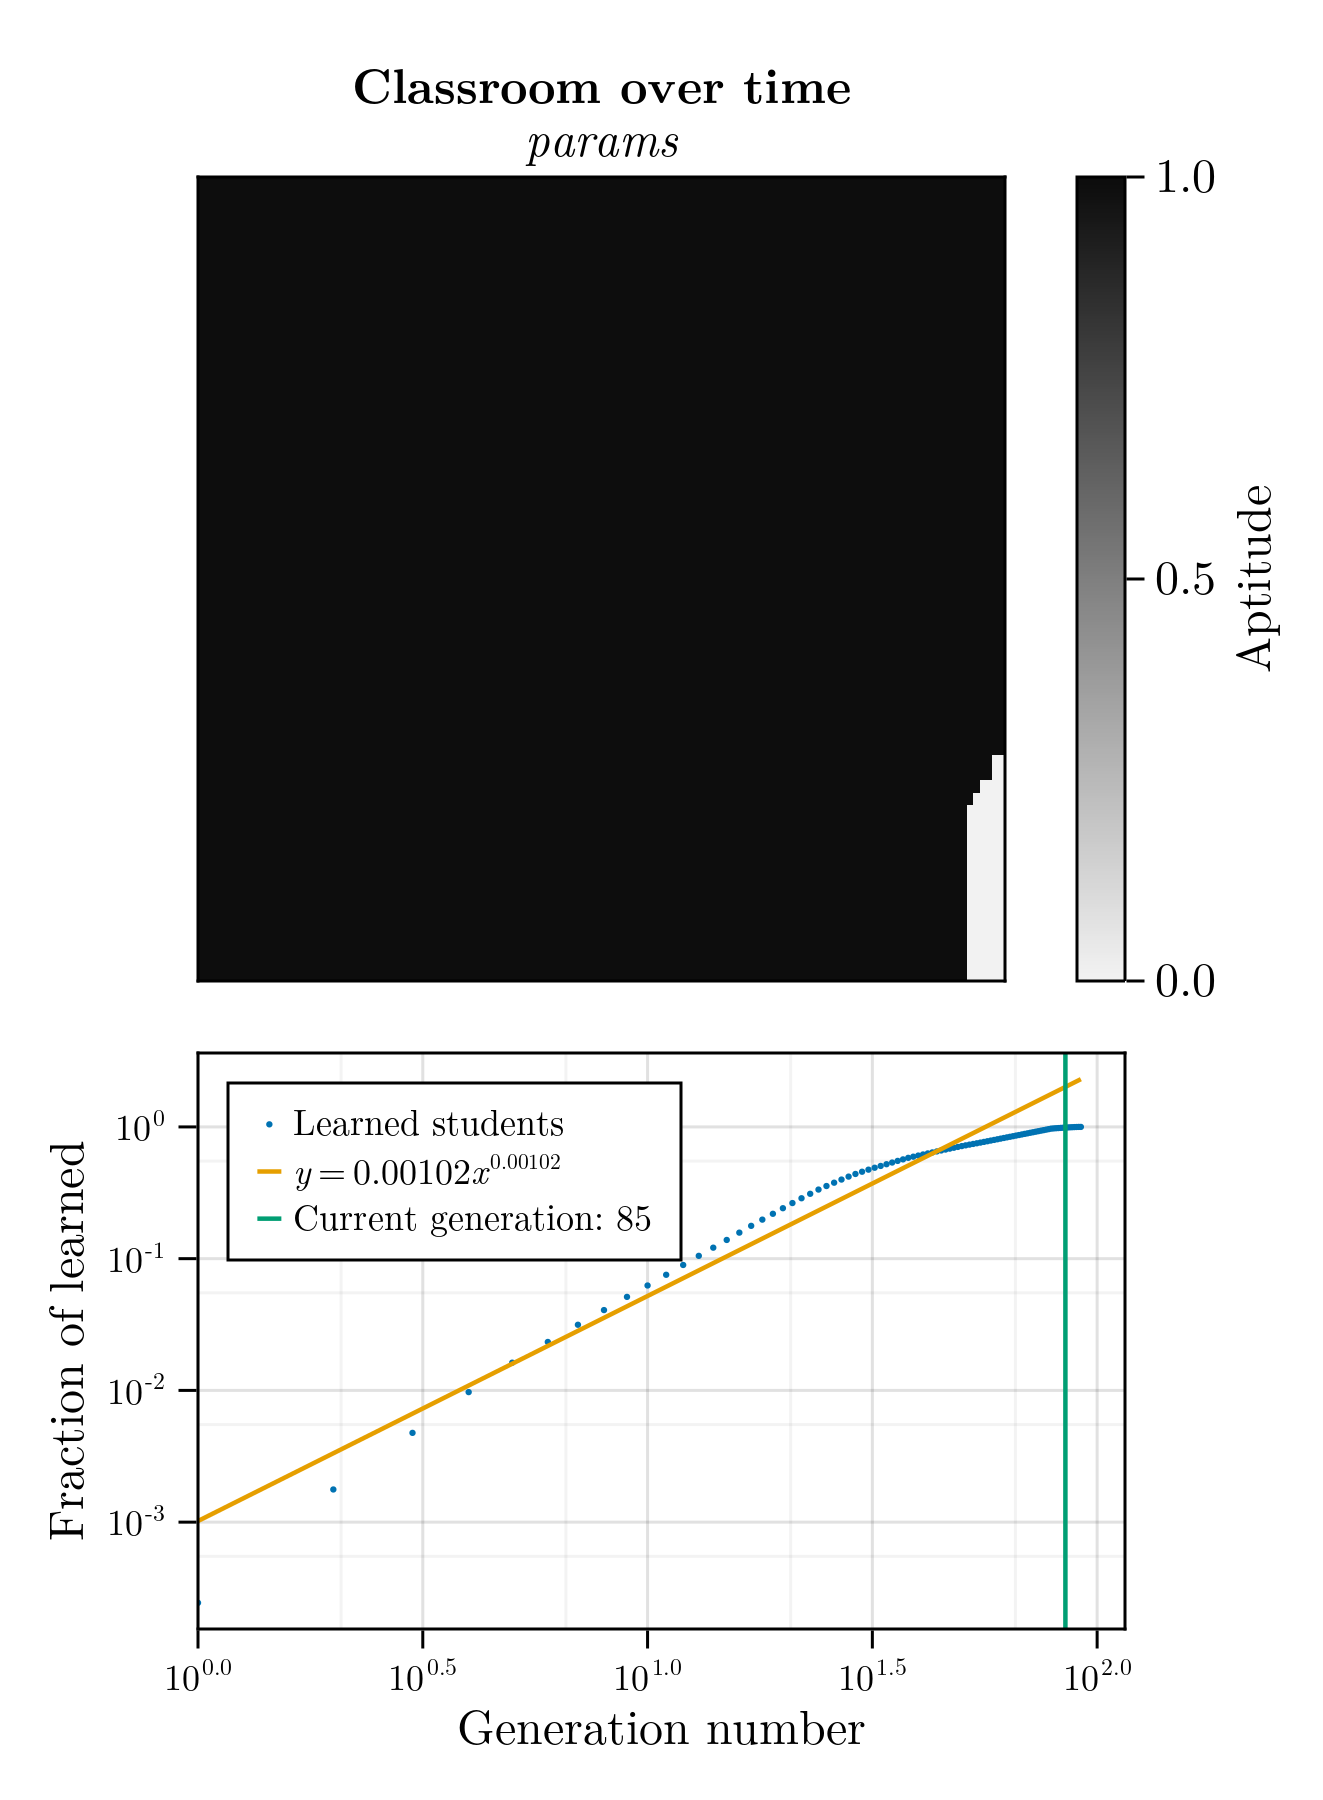 Classroom over time
params
1.0
0.5
0.0
Aptitude
Learned students
y = 0.00102x^0.00102
Current generation: 85
10^0
10^-1
10^-2
10^-3
Fraction of learned
10^0.0 10^0.5 10^1.0 10^1.5 10^2.0
Generation number